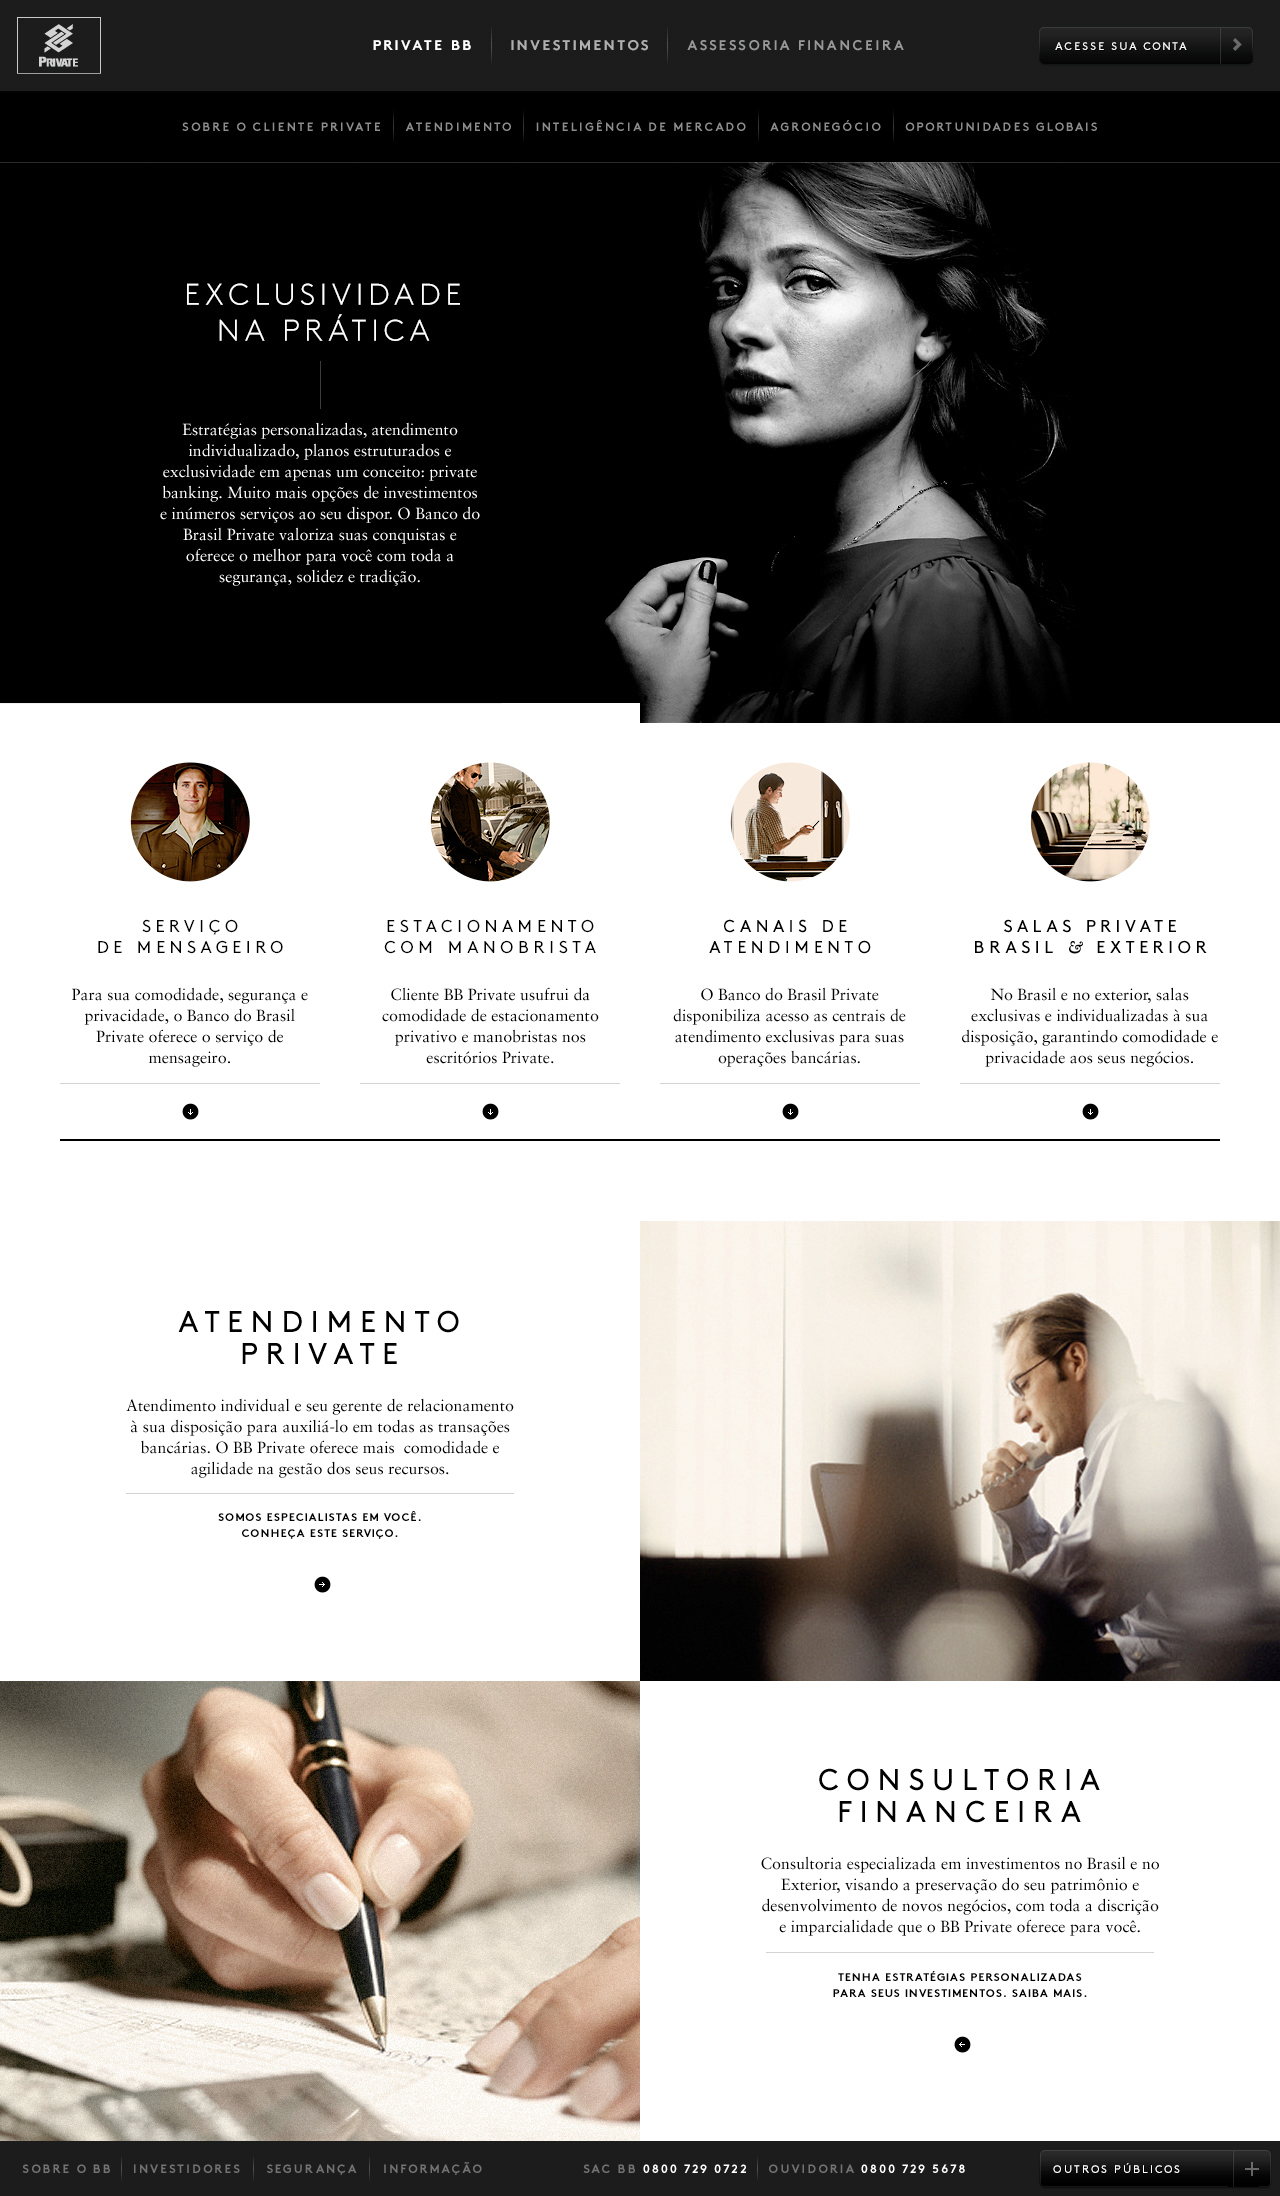 PRIVATE
PRIVATE BB
INVESTIMENTOS
ASSESSORIA FINANCEIRA
ACESSE SUA CONTA
SOBRE O CLIENTE PRIVATE
ATENDIMENTO
INTELIGÊNCIA DE MERCADO
AGRONEGÓCIO
OPORTUNIDADES GLOBAIS
EXCLUSIVIDADE
NA PRÁTICA
Estratégias personalizadas, atendimento
individualizado, planos estruturados e
exclusividade em apenas um conceito: private
banking. Muito mais opções de investimentos
e inúmeros serviços ao seu dispor. O Banco do
Brasil Private valoriza suas conquistas e
oferece o melhor para você com toda a
segurança, solidez e tradição.
SERVIÇO
DE MENSAGEIRO
Para sua comodidade, segurança e
privacidade, o Banco do Brasil
Private oferece o serviço de
mensageiro.
ESTACIONAMENTO
COM MANOBRISTA
Cliente BB Private usufrui da
comodidade de estacionamento
privativo e manobristas nos
escritórios Private.
CANAIS DE
ATENDIMENTO
O Banco do Brasil Private
disponibiliza acesso as centrais de
atendimento exclusivas para suas
operações bancárias.
SALAS PRIVATE
BRASIL & EXTERIOR
No Brasil e no exterior, salas
exclusivas e individualizadas à sua
disposição, garantindo comodidade e
privacidade aos seus negócios.
ATENDIMENTO
PRIVATE
Atendimento individual e seu gerente de relacionamento
à sua disposição para auxiliá-lo em todas as transações
bancárias. O BB Private oferece mais  comodidade e
agilidade na gestão dos seus recursos.
SOMOS ESPECIALISTAS EM VOCÊ.
CONHEÇA ESTE SERVIÇO.
CONSULTORIA
FINANCEIRA
Consultoria especializada em investimentos no Brasil e no
Exterior, visando a preservação do seu patrimônio e
desenvolvimento de novos negócios, com toda a discrição
e imparcialidade que o BB Private oferece para você.
TENHA ESTRATÉGIAS PERSONALIZADAS
PARA SEUS INVESTIMENTOS. SAIBA MAIS.
SOBRE O BB
INVESTIDORES
SEGURANÇA
INFORMAÇÃO
SAC BB 0800 729 0722
OUVIDORIA 0800 729 5678
OUTROS PÚBLICOS